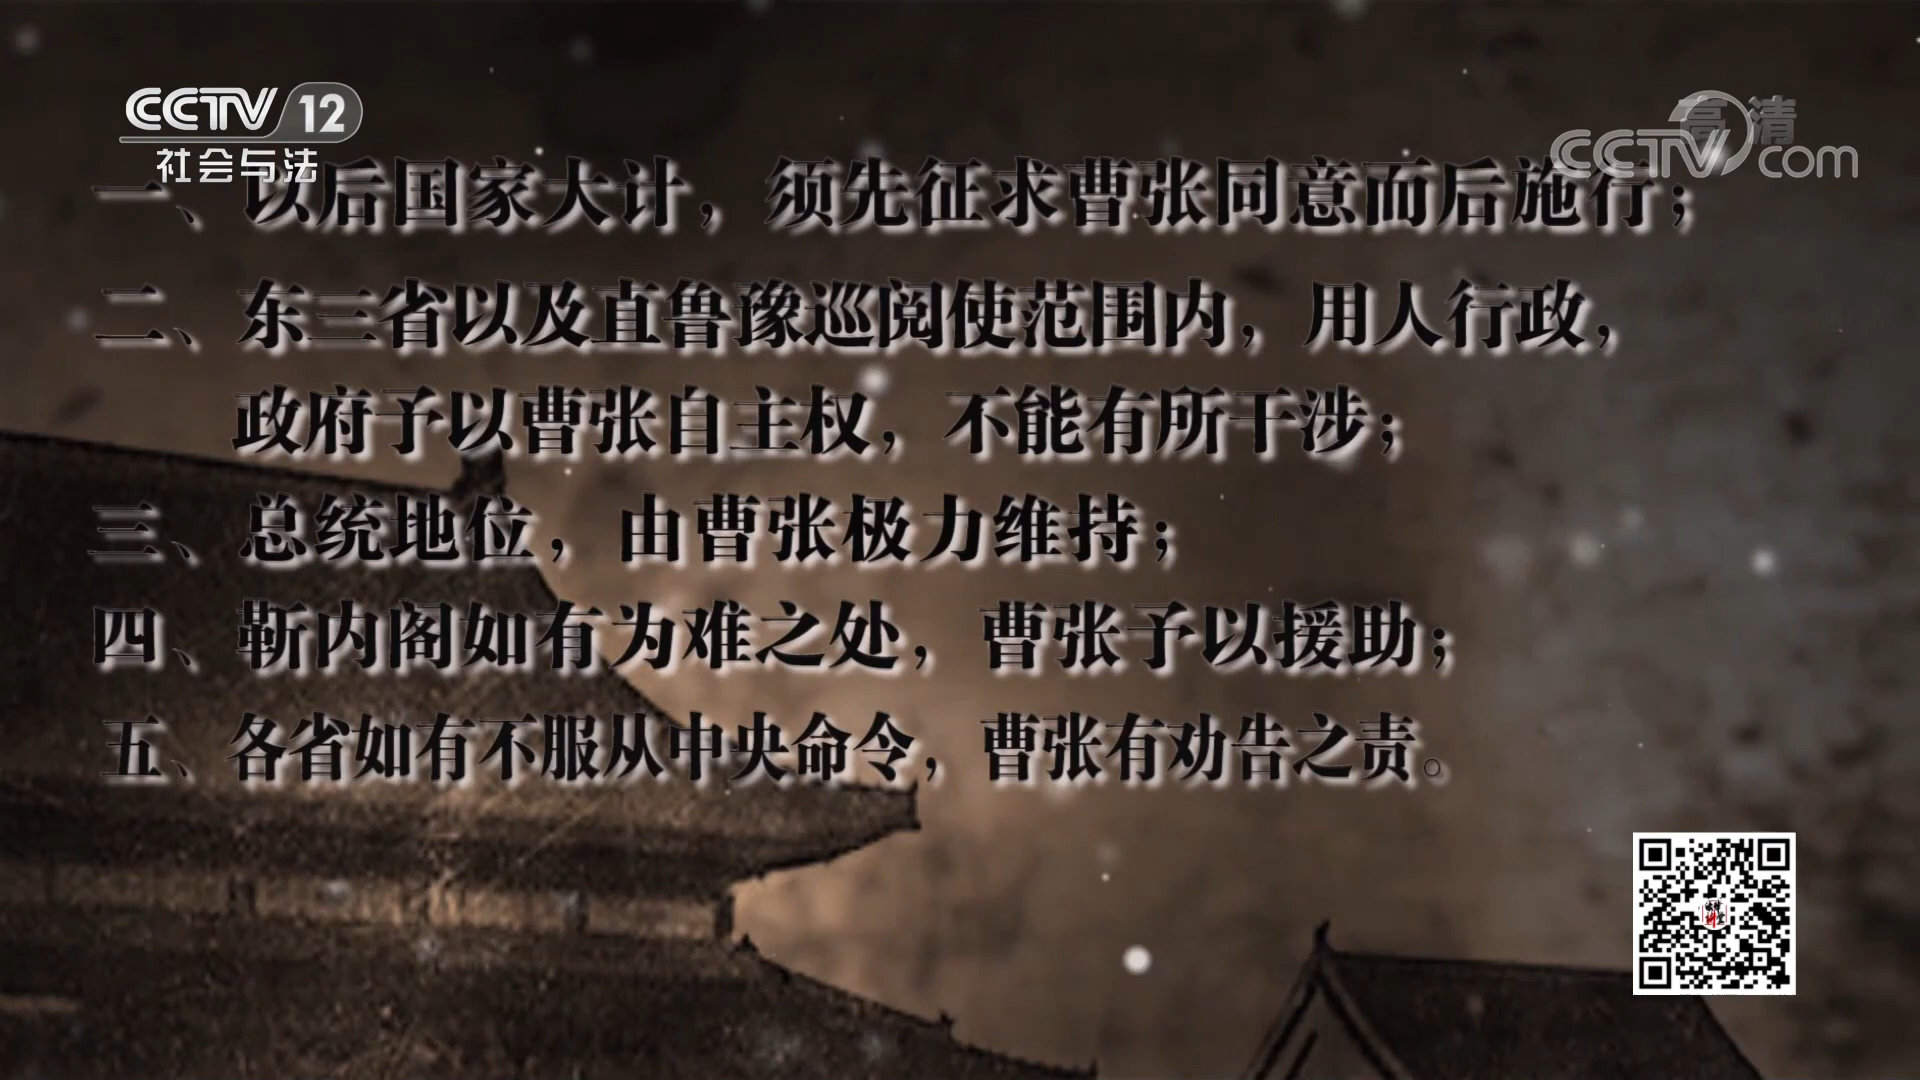 CCTV 12
社会与法
高清
CCTV.com
一、以后国家大计，须先征求曹张同意而后施行；
二、东三省以及直鲁豫巡阅使范围内，用人行政，
政府予以曹张自主权，不能有所干涉；
三、总统地位，由曹张极力维持；
四、靳内阁如有为难之处，曹张予以援助；
五、各省如有不服从中央命令，曹张有劝告之责。